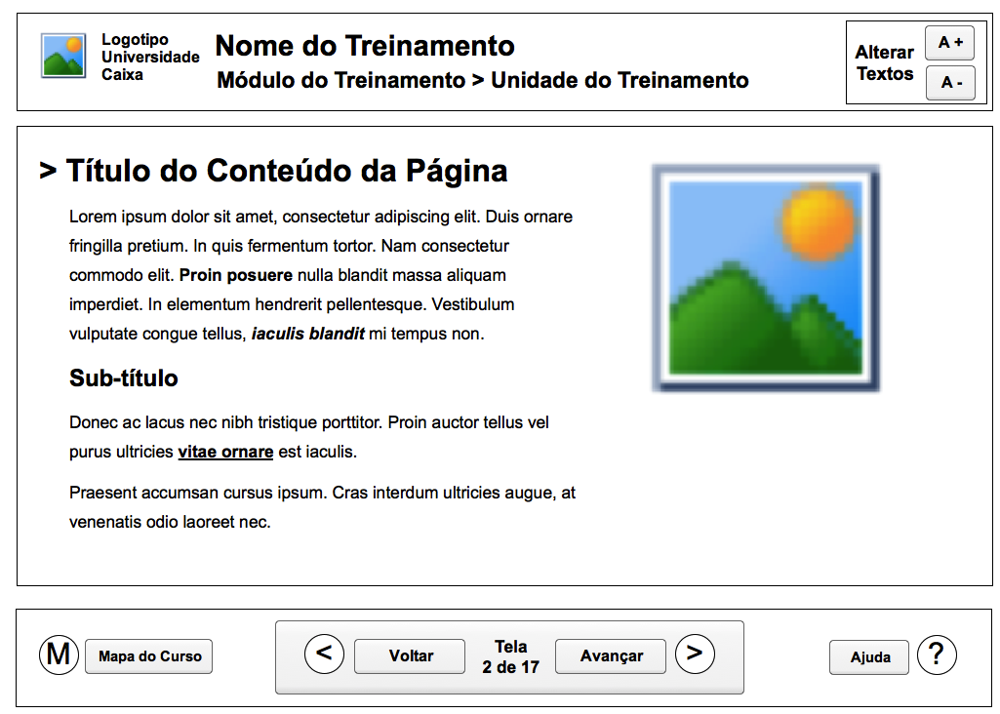 Logotipo
Universidade
Caixa
Nome do Treinamento
Módulo do Treinamento > Unidade do Treinamento
Alterar
Textos
A +
A -
> Título do Conteúdo da Página
Lorem ipsum dolor sit amet, consectetur adipiscing elit. Duis ornare
fringilla pretium. In quis fermentum tortor. Nam consectetur
commodo elit. Proin posuere nulla blandit massa aliquam
imperdiet. In elementum hendrerit pellentesque. Vestibulum
vulputate congue tellus, iaculis blandit mi tempus non.
Sub-título
Donec ac lacus nec nibh tristique porttitor. Proin auctor tellus vel
purus ultricies vitae ornare est iaculis.
Praesent accumsan cursus ipsum. Cras interdum ultricies augue, at
venenatis odio laoreet nec.
M
Mapa do Curso
<
Voltar
Tela
2 de 17
Avançar
>
Ajuda
?